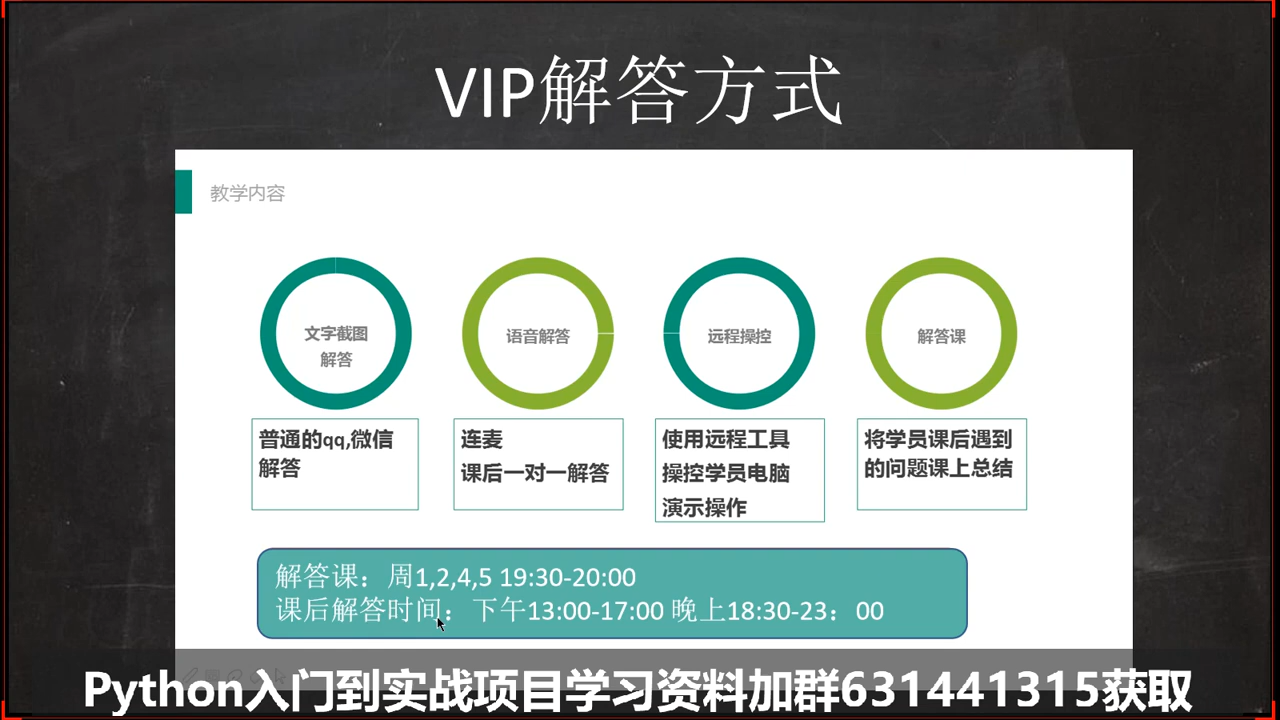 VIP解答方式
教学内容
文字截图
解答
语音解答
远程操控
解答课
普通的qq,微信
解答
连麦
课后一对一解答
使用远程工具
操控学员电脑
演示操作
将学员课后遇到
的问题课上总结
解答课：周1,2,4,5 19:30-20:00
课后解答时间：下午13:00-17:00 晚上18:30-23：00
Python入门到实战项目学习资料加群631441315获取